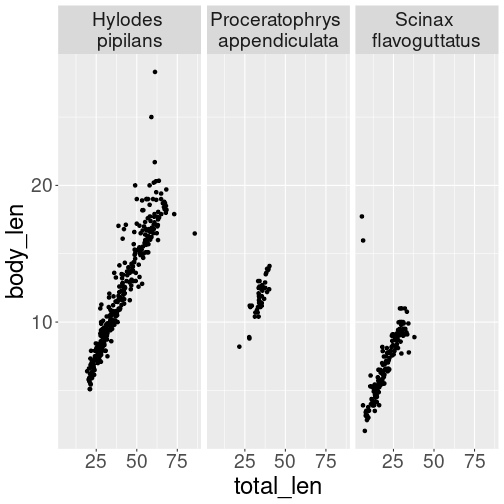 Hylodes
pipilans
Proceratophrys
appendiculata
Scinax
flavoguttatus
20
10
body_len
25 50 75 25 50 75 25 50 75
total_len